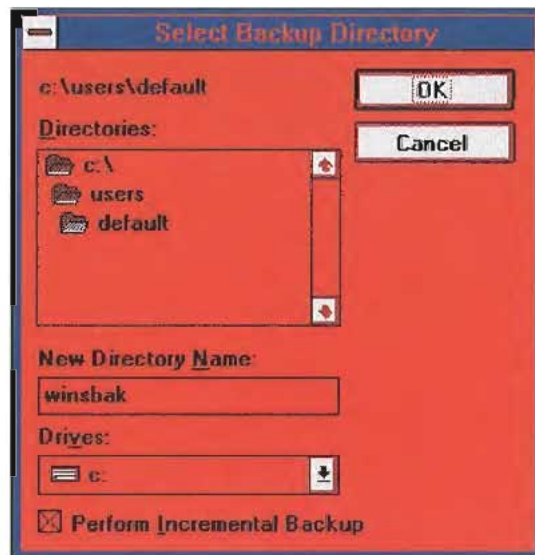 Select Backup Directory
c:\users\default
OK
Directories:
Cancel
c:\
users
default
New Directory Name:
winsbak
Drives:
c:
Perform Incremental Backup